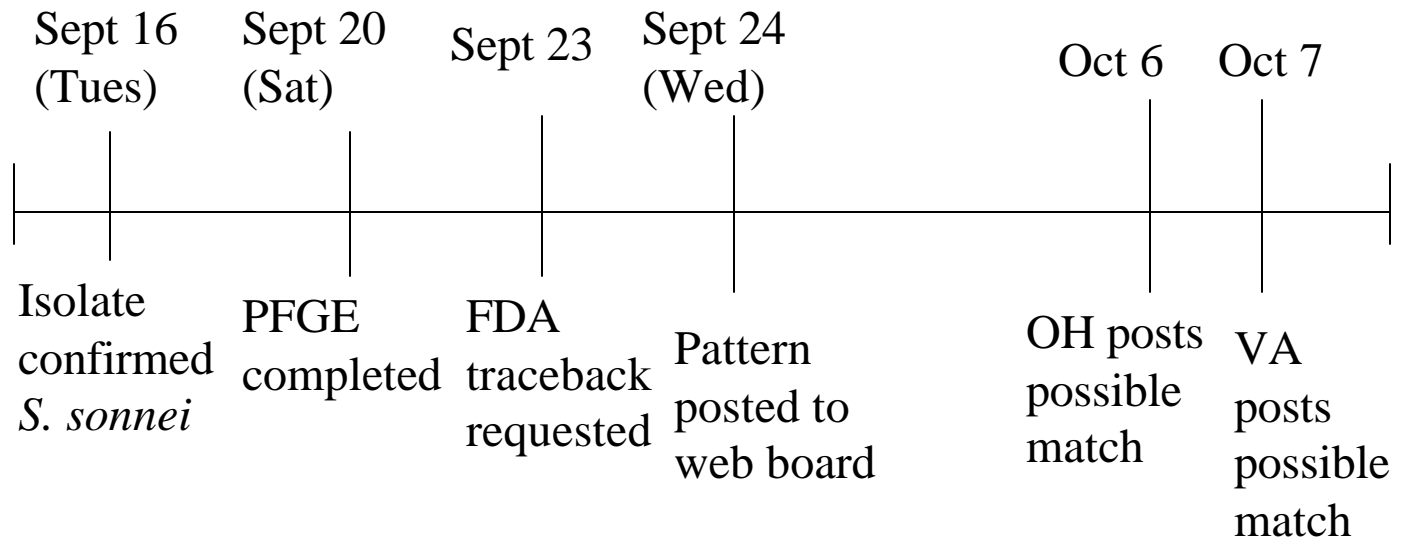 Sept 16
(Tues)
Sept 20
(Sat)
Sept 23
Sept 24
(Wed)
Oct 6
Oct 7
Isolate
confirmed
S. sonnei
PFGE
completed
FDA
traceback
requested
Pattern
posted to
web board
OH posts
possible
match
VA
posts
possible
match